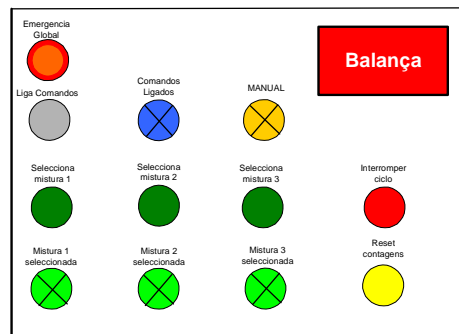 Emergencia
Global
Balança
Liga Comandos
Comandos
Ligados
MANUAL
Selecciona
mistura 1
Selecciona
mistura 2
Selecciona
mistura 3
Interromper
ciclo
Mistura 1
seleccionada
Mistura 2
seleccionada
Mistura 3
seleccionada
Reset
contagens